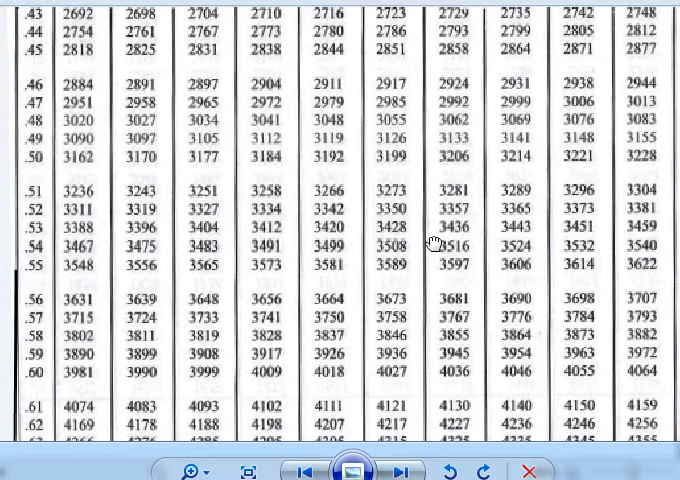 .43 2692 2698 2704 2710 2716 2723 2729 2735 2742 2748
.44 2754 2761 2767 2773 2780 2786 2793 2799 2805 2812
.45 2818 2825 2831 2838 2844 2851 2858 2864 2871 2877
.46 2884 2891 2897 2904 2911 2917 2924 2931 2938 2944
.47 2951 2958 2965 2972 2979 2985 2992 2999 3006 3013
.48 3020 3027 3034 3041 3048 3055 3062 3069 3076 3083
.49 3090 3097 3105 3112 3119 3126 3133 3141 3148 3155
.50 3162 3170 3177 3184 3192 3199 3206 3214 3221 3228
.51 3236 3243 3251 3258 3266 3273 3281 3289 3296 3304
.52 3311 3319 3327 3334 3342 3350 3357 3365 3373 3381
.53 3388 3396 3404 3412 3420 3428 3436 3443 3451 3459
.54 3467 3475 3483 3491 3499 3508 3516 3524 3532 3540
.55 3548 3556 3565 3573 3581 3589 3597 3606 3614 3622
.56 3631 3639 3648 3656 3664 3673 3681 3690 3698 3707
.57 3715 3724 3733 3741 3750 3758 3767 3776 3784 3793
.58 3802 3811 3819 3828 3837 3846 3855 3864 3873 3882
.59 3890 3899 3908 3917 3926 3936 3945 3954 3963 3972
.60 3981 3990 3999 4009 4018 4027 4036 4046 4055 4064
.61 4074 4083 4093 4102 4111 4121 4130 4140 4150 4159
.62 4169 4178 4188 4198 4207 4217 4227 4236 4246 4256